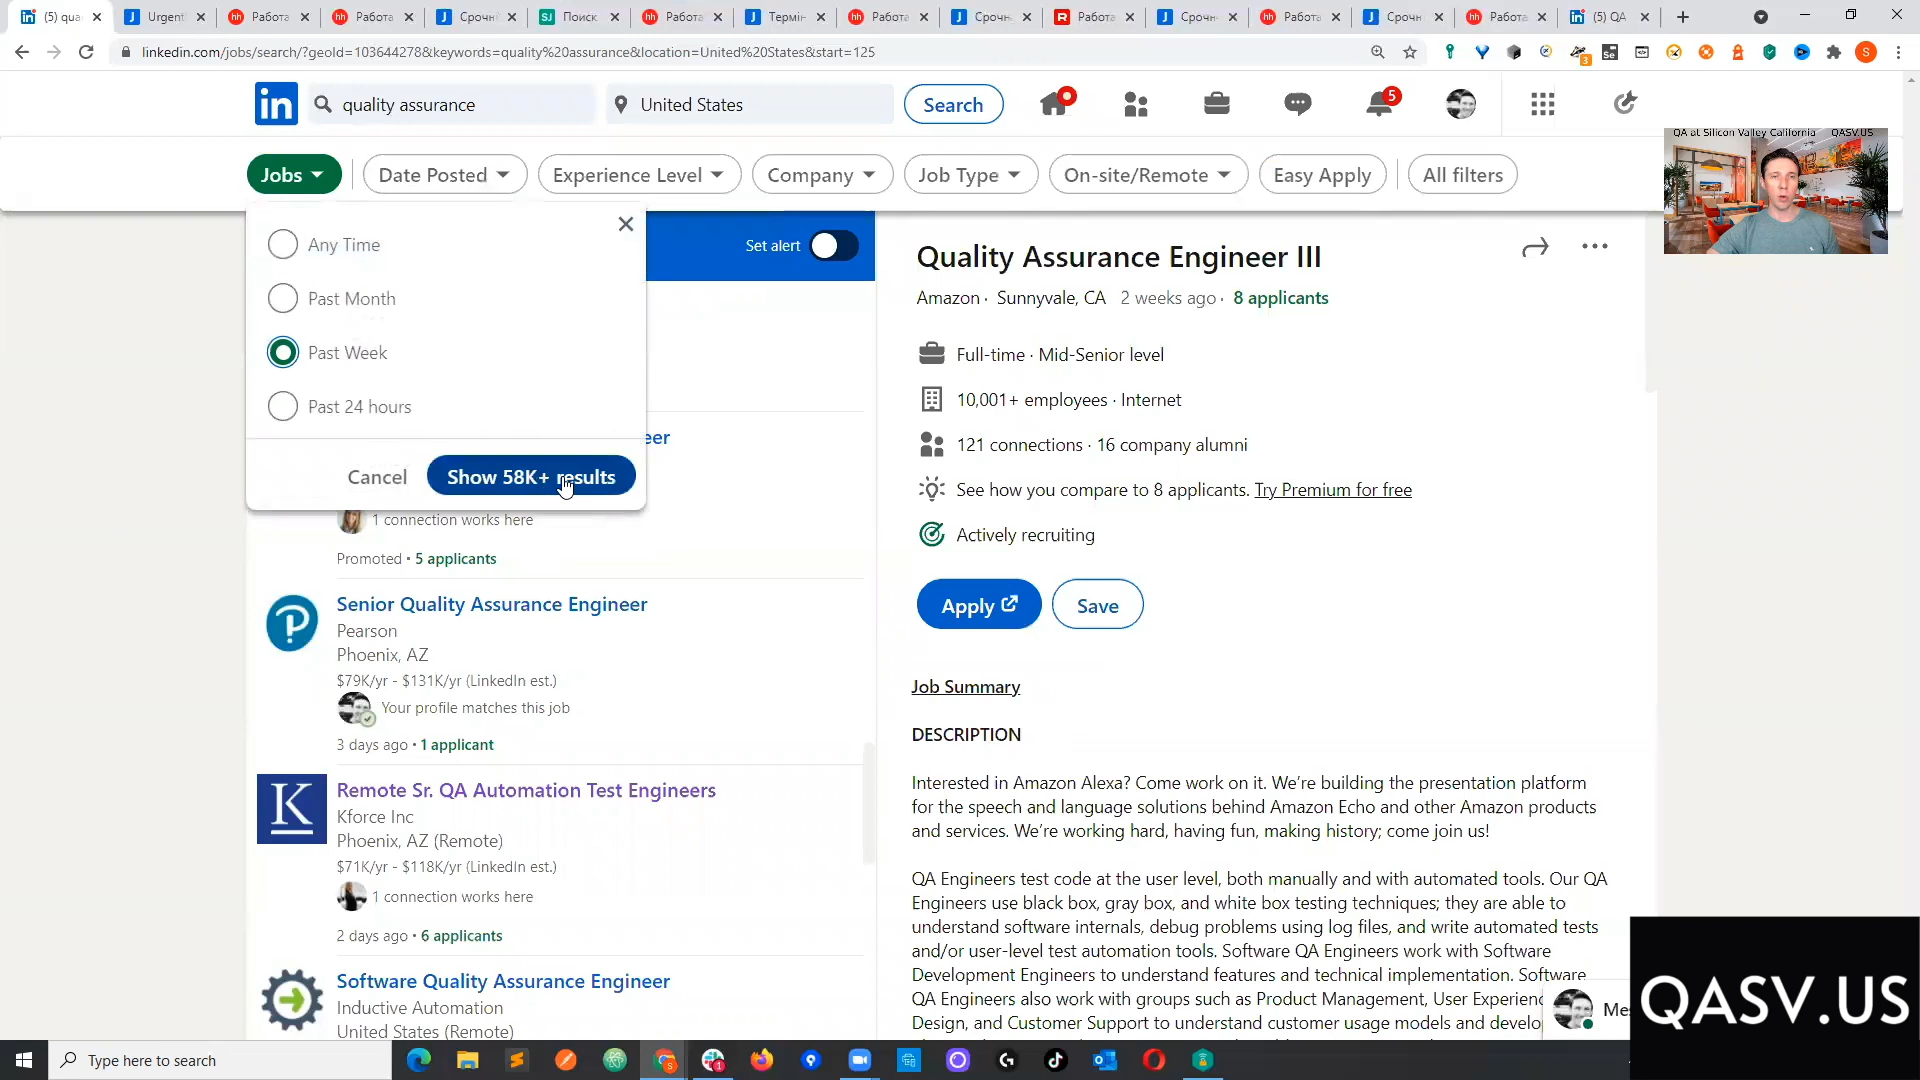 (5) qua
Urgent
Работа
Работа
Срочн
Поиск
Работа
Термін
Работа
Срочн
Работа
Срочн
Работа
Срочн
Работа
(5) QA
linkedin.com/jobs/search/?geoId=103644278&keywords=quality%20assurance&location=United%20States&start=125
in
quality assurance
United States
Search
5
QA at Silicon Valley California QASV.US
Jobs
Date Posted
Experience Level
Company
Job Type
On-site/Remote
Easy Apply
All filters
Any Time
Past Month
Past Week
Past 24 hours
Cancel
Show 58K+ results
Set alert
eer
1 connection works here
Promoted • 5 applicants
Senior Quality Assurance Engineer
Pearson
Phoenix, AZ
$79K/yr - $131K/yr (LinkedIn est.)
Your profile matches this job
3 days ago • 1 applicant
K
Remote Sr. QA Automation Test Engineers
Kforce Inc
Phoenix, AZ (Remote)
$71K/yr - $118K/yr (LinkedIn est.)
1 connection works here
2 days ago • 6 applicants
Software Quality Assurance Engineer
Inductive Automation
United States (Remote)
Quality Assurance Engineer III
Amazon · Sunnyvale, CA 2 weeks ago · 8 applicants
Full-time · Mid-Senior level
10,001+ employees · Internet
121 connections · 16 company alumni
See how you compare to 8 applicants. Try Premium for free
Actively recruiting
Apply
Save
Job Summary
DESCRIPTION
Interested in Amazon Alexa? Come work on it. We're building the presentation platform
for the speech and language solutions behind Amazon Echo and other Amazon products
and services. We're working hard, having fun, making history; come join us!
QA Engineers test code at the user level, both manually and with automated tools. Our QA
Engineers use black box, gray box, and white box testing techniques; they are able to
understand software internals, debug problems using log files, and write automated tests
and/or user-level test automation tools. Software QA Engineers work with Software
Development Engineers to understand features and technical implementation. Software
QA Engineers also work with groups such as Product Management, User Experienc
Design, and Customer Support to understand customer usage models and develo
Me
QASV.US
Type here to search